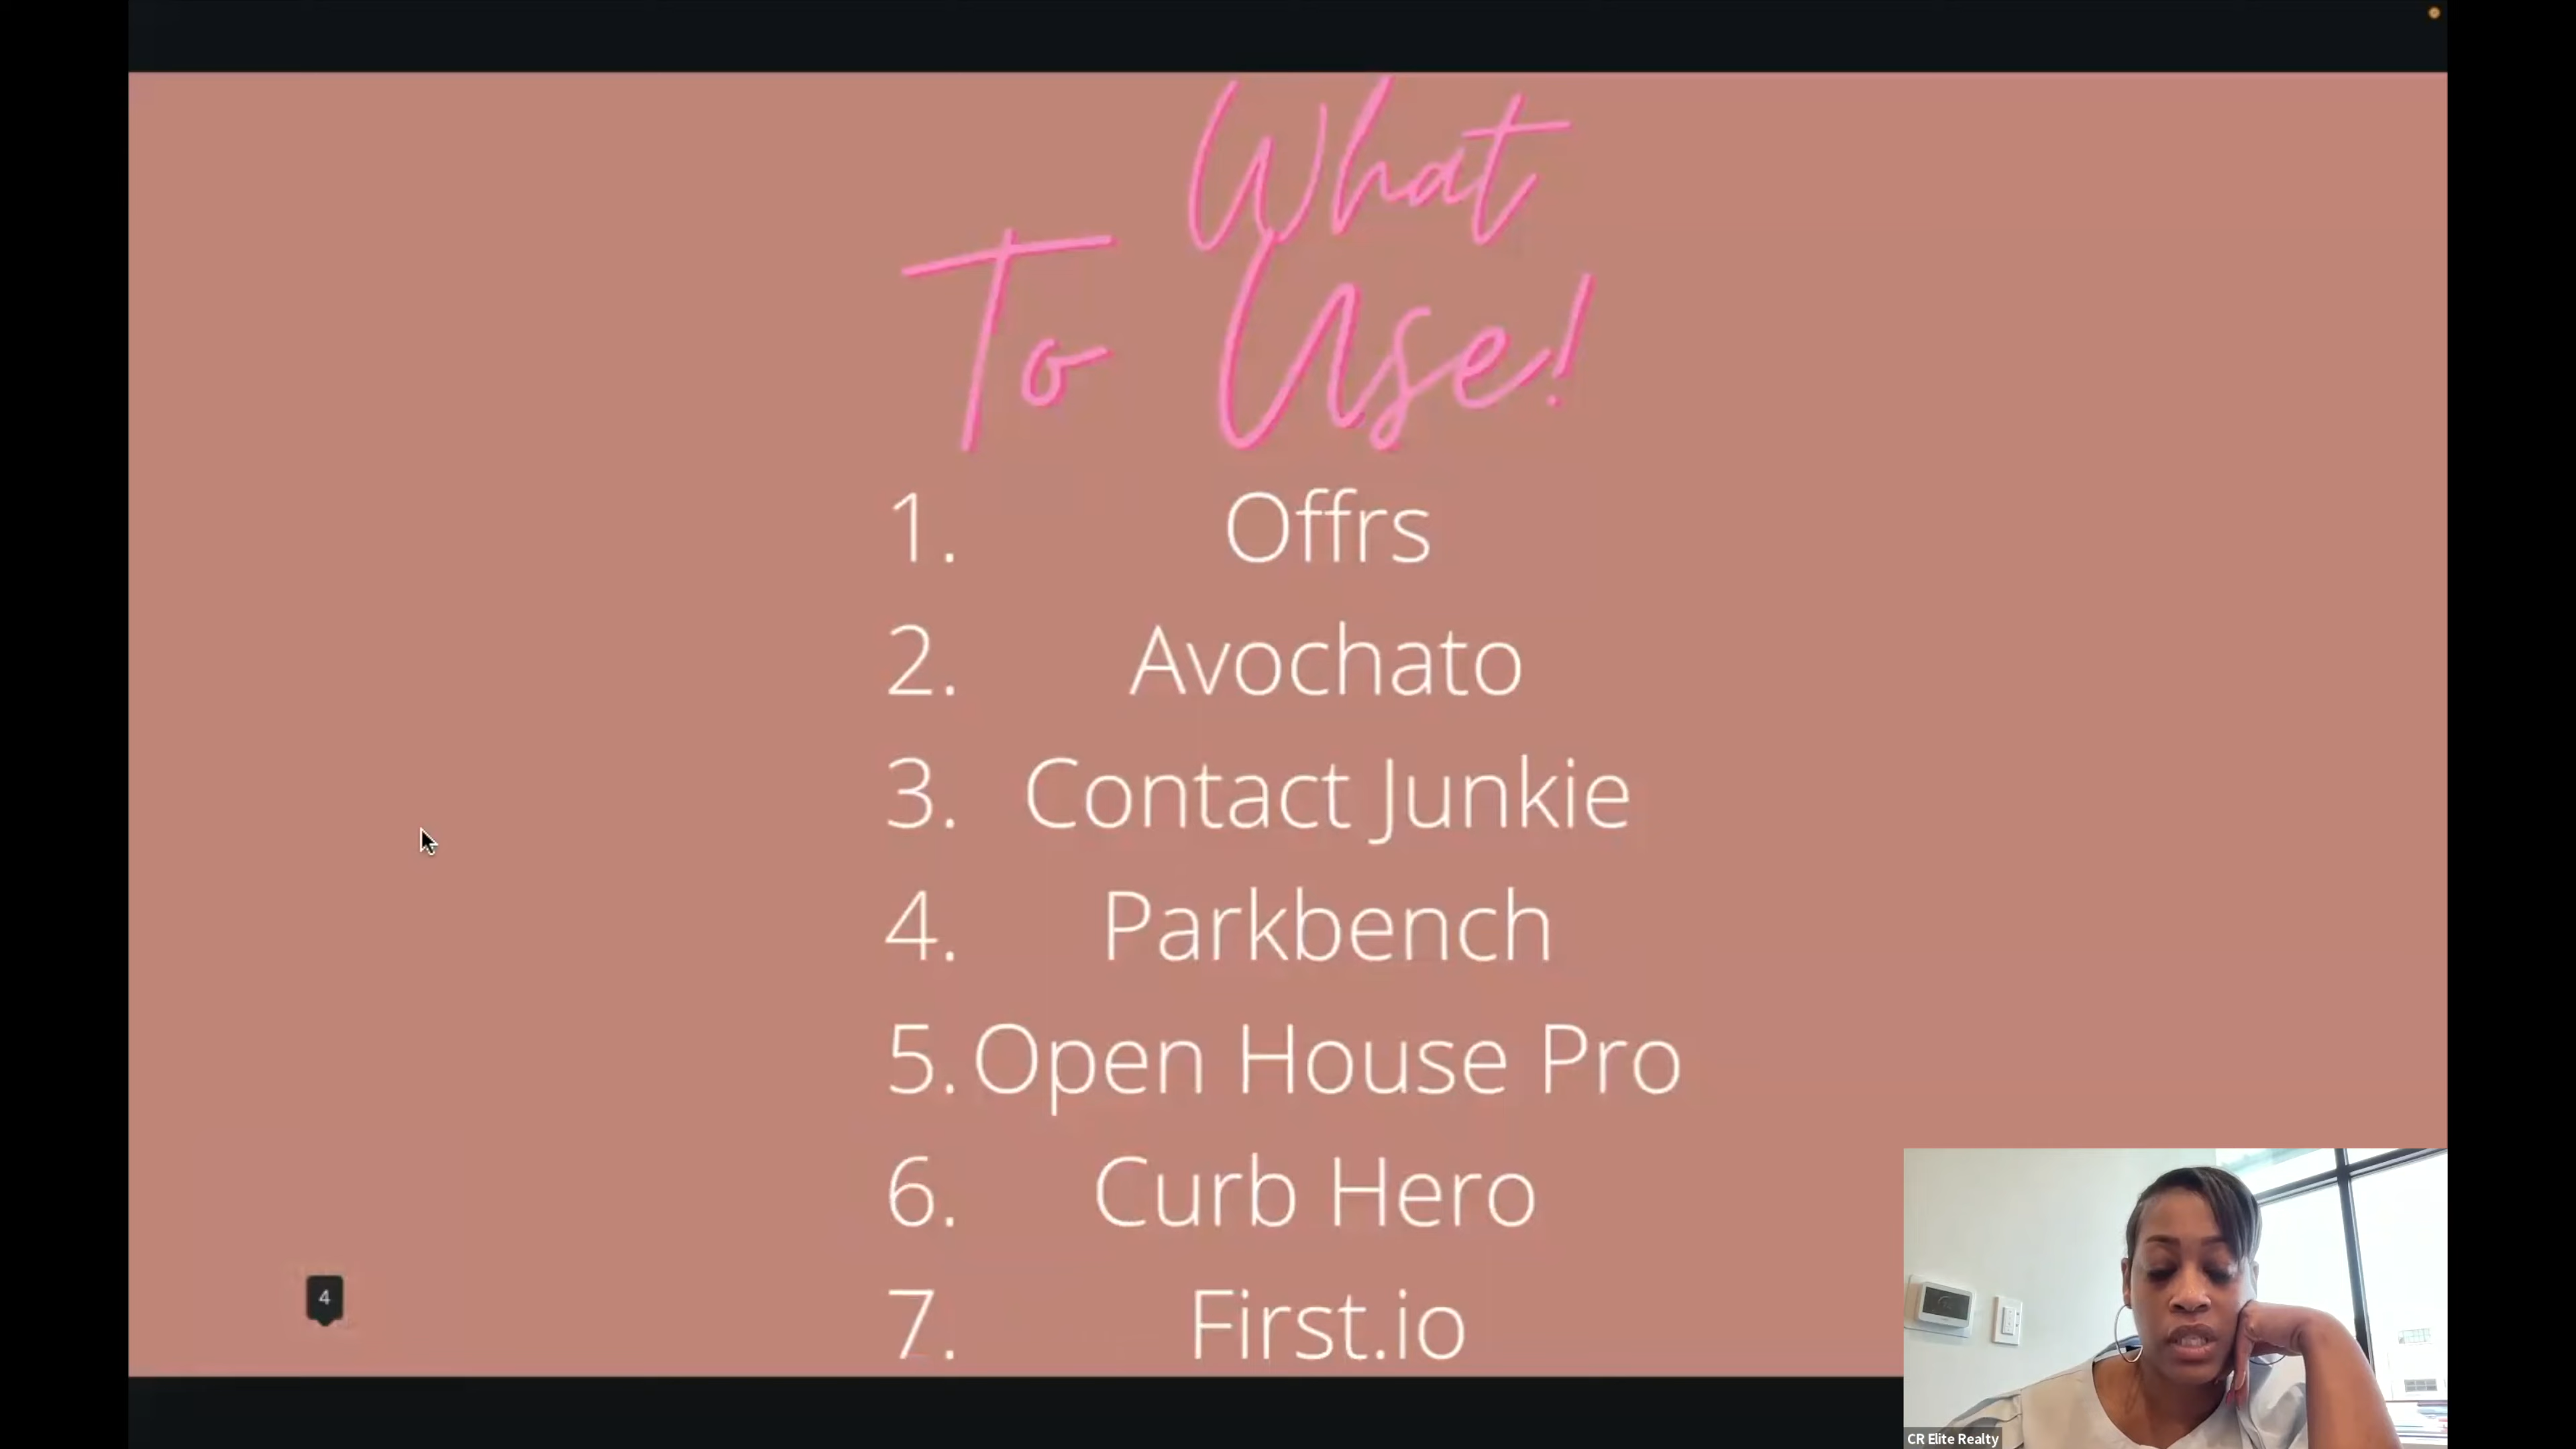 What
To Use!
1. Offrs
2. Avochato
3. Contact Junkie
4. Parkbench
5. Open House Pro
6. Curb Hero
7. First.io
4
CR Elite Realty